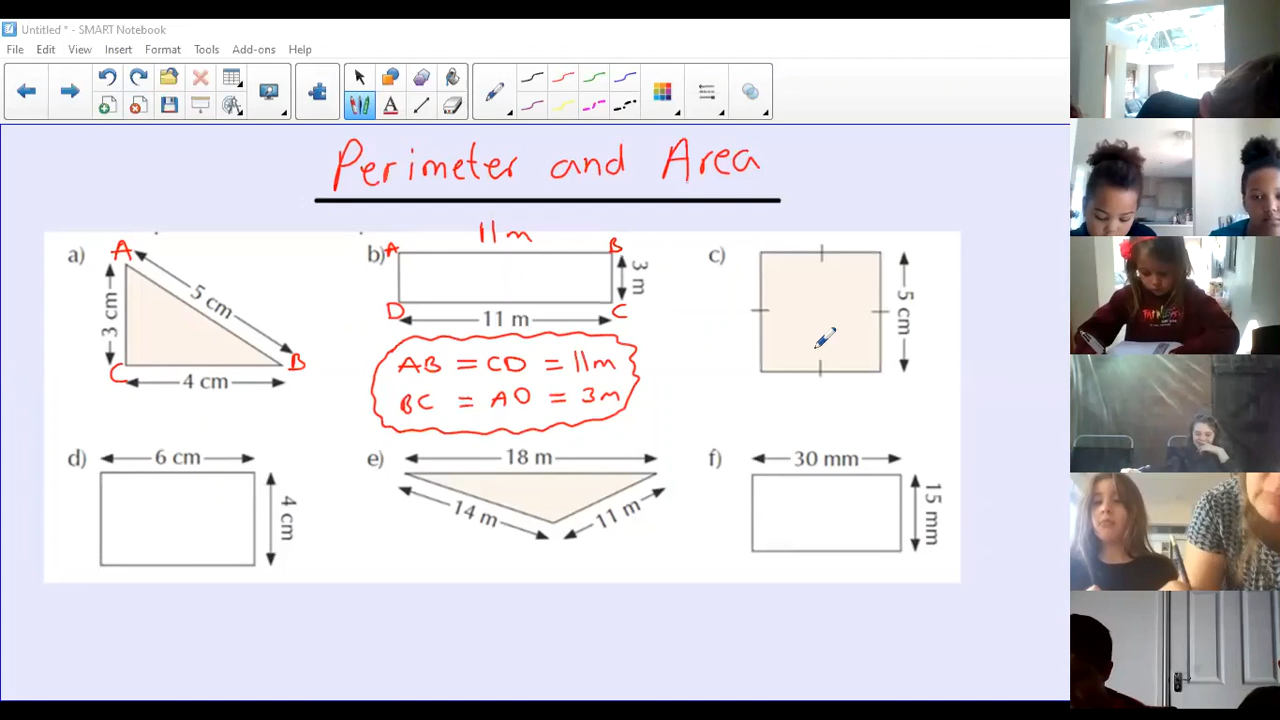 Untitled * - SMART Notebook
File Edit View Insert Format Tools Add-ons Help
Perimeter and Area
a) A 5 cm 3 cm C B 4 cm
b) A 11m B 3 m D C 11 m
AB = CD = 11m
BC = AD = 3m
c) 5 cm
d) 6 cm 4 cm
e) 18 m 14 m 11 m
f) 30 mm 15 mm